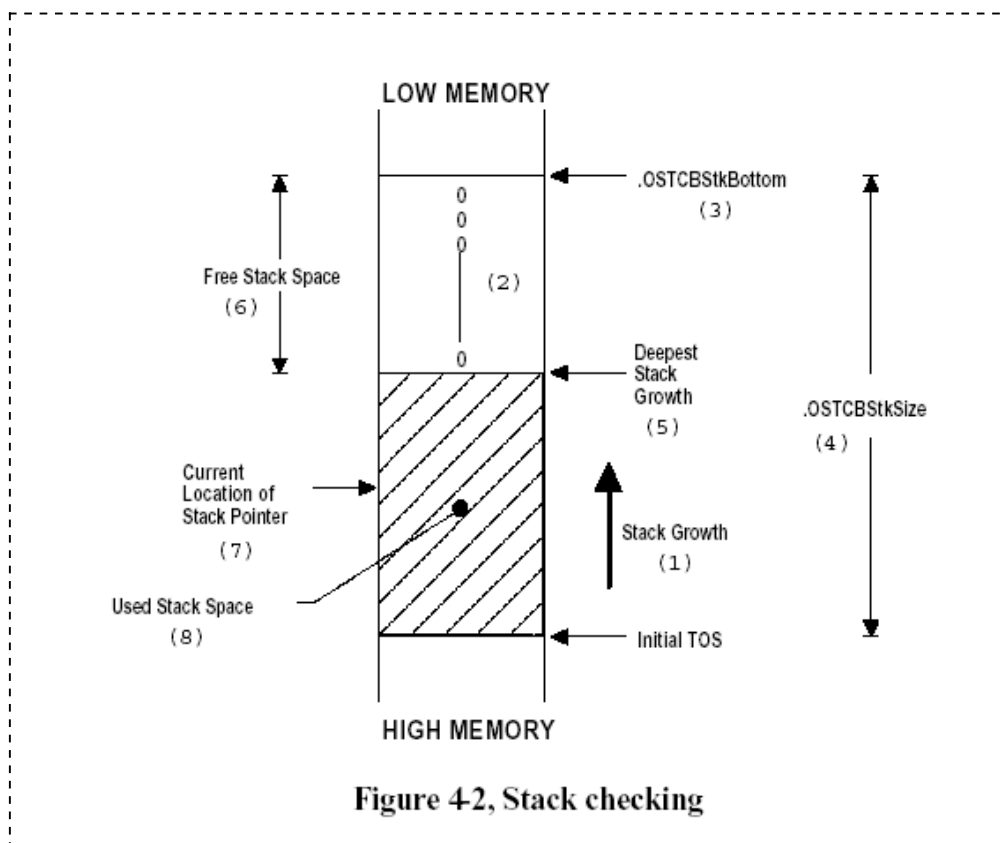 LOW MEMORY
.OSTCBStkBottom
(3)
0
0
0
(2)
0
Free Stack Space
(6)
Deepest
Stack
Growth
(5)
.OSTCBStkSize
(4)
Current
Location of
Stack Pointer
(7)
Stack Growth
(1)
Used Stack Space
(8)
Initial TOS
HIGH MEMORY
Figure 4-2, Stack checking